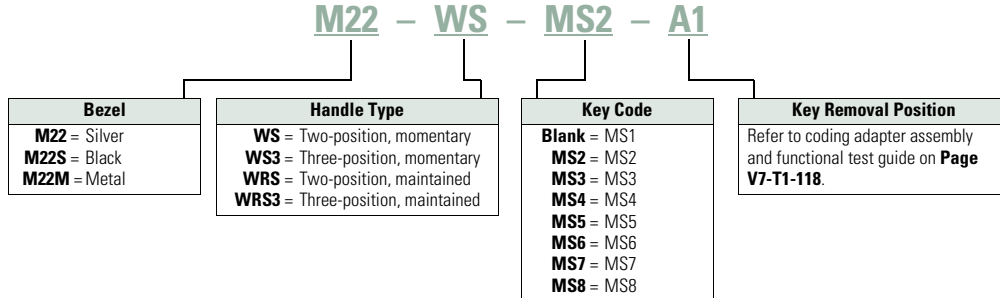 M22 – WS – MS2 – A1
Bezel
M22 = Silver
M22S = Black
M22M = Metal
Handle Type
WS = Two-position, momentary
WS3 = Three-position, momentary
WRS = Two-position, maintained
WRS3 = Three-position, maintained
Key Code
Blank = MS1
MS2 = MS2
MS3 = MS3
MS4 = MS4
MS5 = MS5
MS6 = MS6
MS7 = MS7
MS8 = MS8
Key Removal Position
Refer to coding adapter assembly
and functional test guide on Page
V7-T1-118.